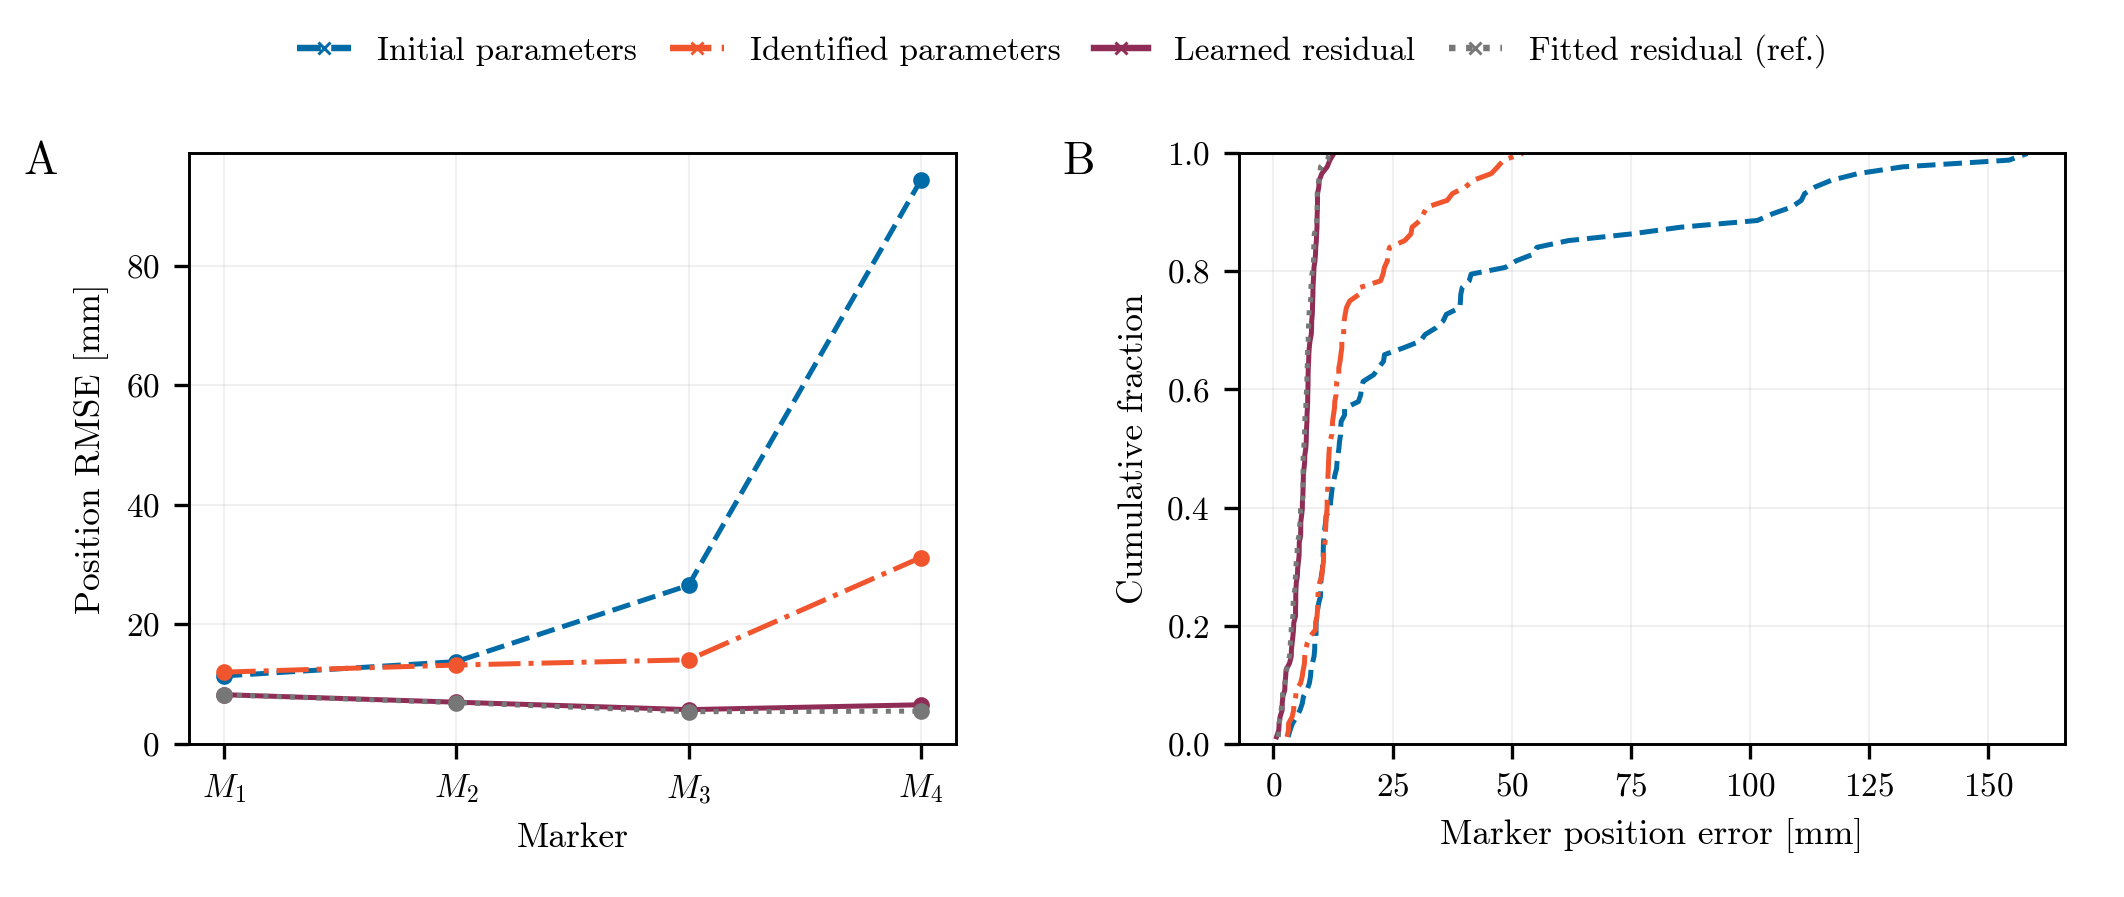 Initial parameters Identified parameters Learned residual Fitted residual (ref.)
A
Position RMSE [mm]
80
60
40
20
0
M1 M2 M3 M4
Marker
B
Cumulative fraction
1.0
0.8
0.6
0.4
0.2
0.0
0 25 50 75 100 125 150
Marker position error [mm]